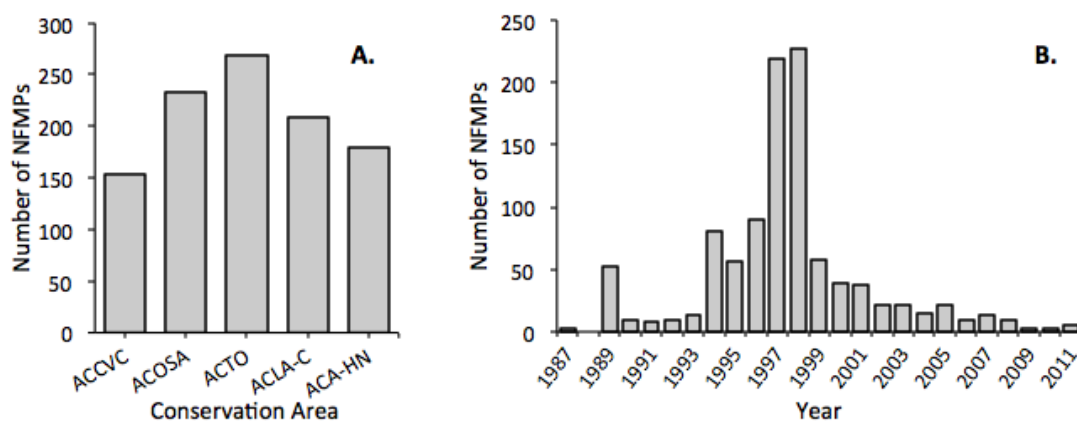 A.
Number of NFMPs
300
250
200
150
100
50
0
ACCVC
ACOSA
ACTO
ACLA-C
ACA-HN
Conservation Area
B.
Number of NFMPs
250
200
150
100
50
0
1987
1989
1991
1993
1995
1997
1999
2001
2003
2005
2007
2009
2011
Year